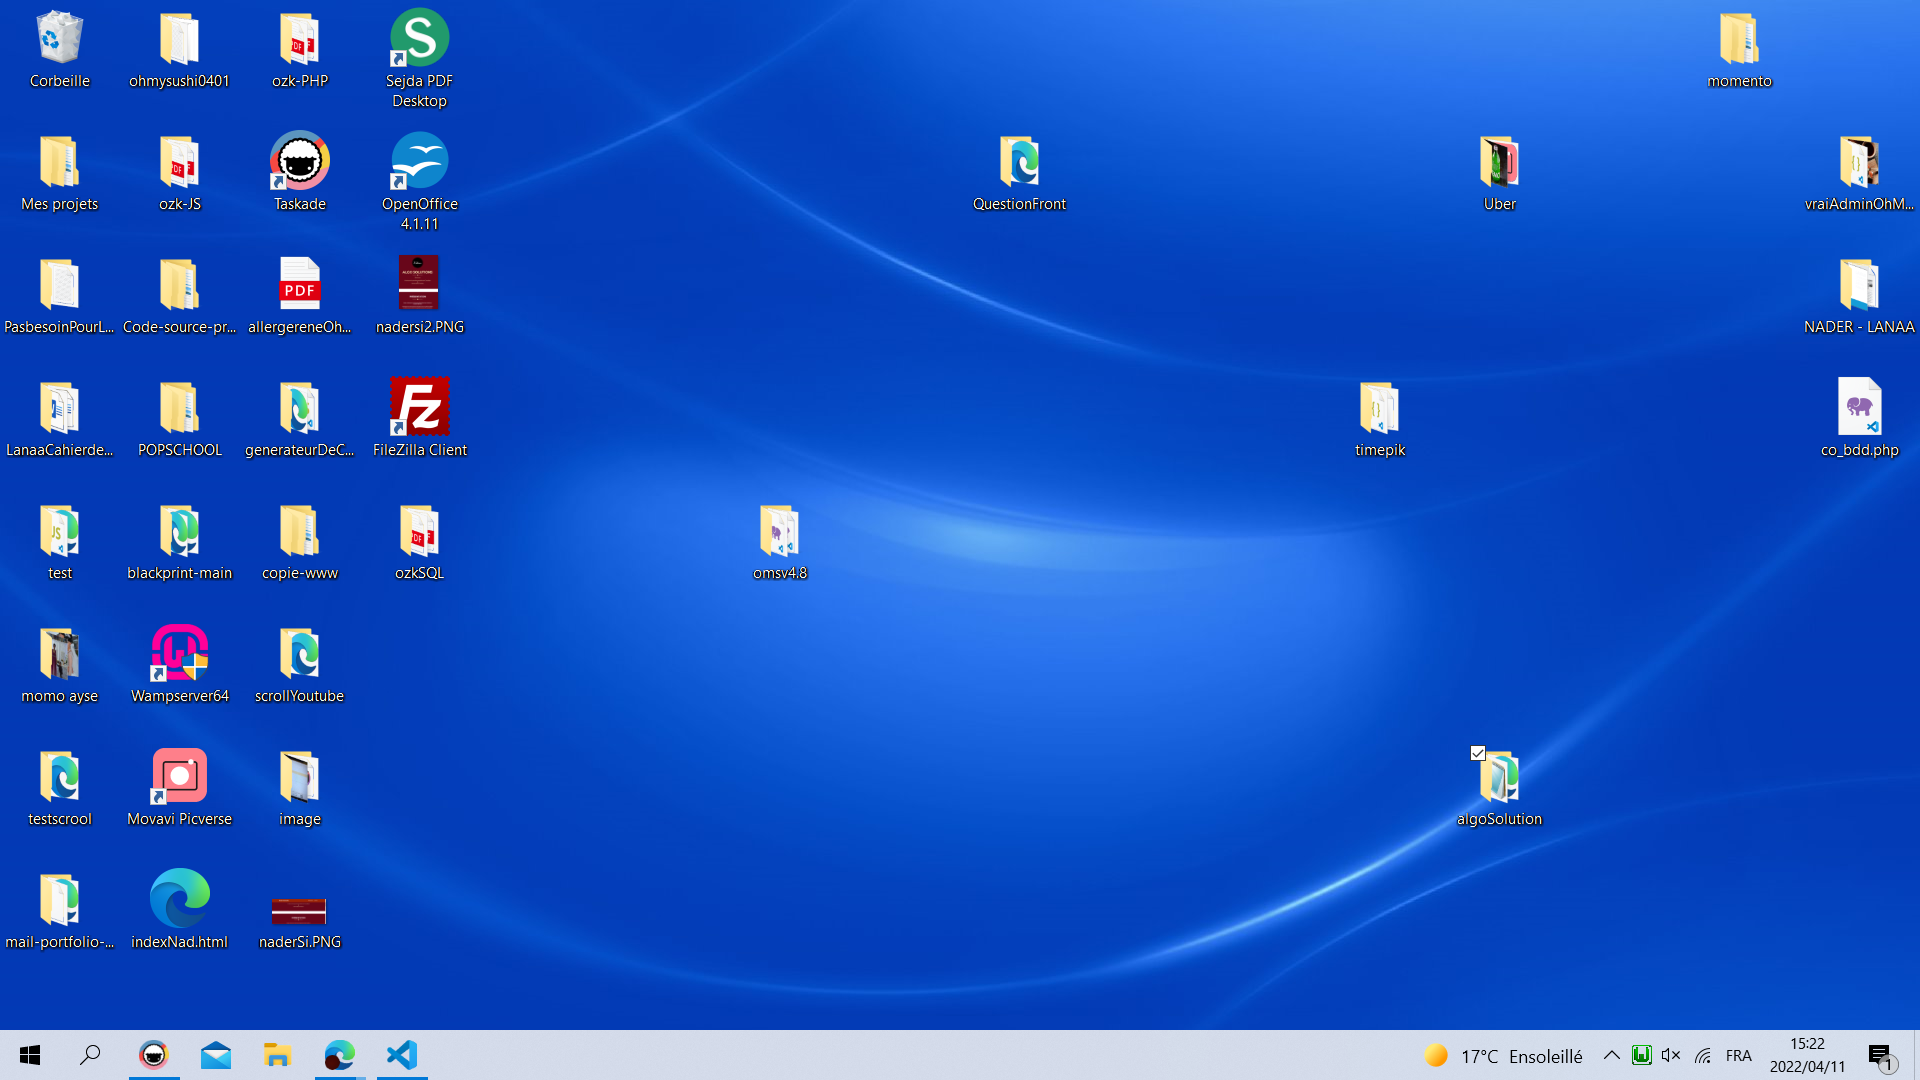 Corbeille
ohmysushi0401
ozk-PHP
Sejda PDF
Desktop
momento
Mes projets
ozk-JS
Taskade
OpenOffice
4.1.11
QuestionFront
Uber
vraiAdminOhM...
PDF
PasbesoinPourL...
Code-source-pr...
allergereneOh...
nadersi2.PNG
NADER - LANAA
LanaaCahierde...
POPSCHOOL
generateurDeC...
FileZilla Client
timepik
co_bdd.php
test
blackprint-main
copie-www
ozkSQL
omsv4.8
momo ayse
Wampserver64
scrollYoutube
testscrool
Movavi Picverse
image
algoSolution
mail-portfolio-...
indexNad.html
naderSi.PNG
17°C Ensoleillé
FRA
15:22
2022/04/11
1